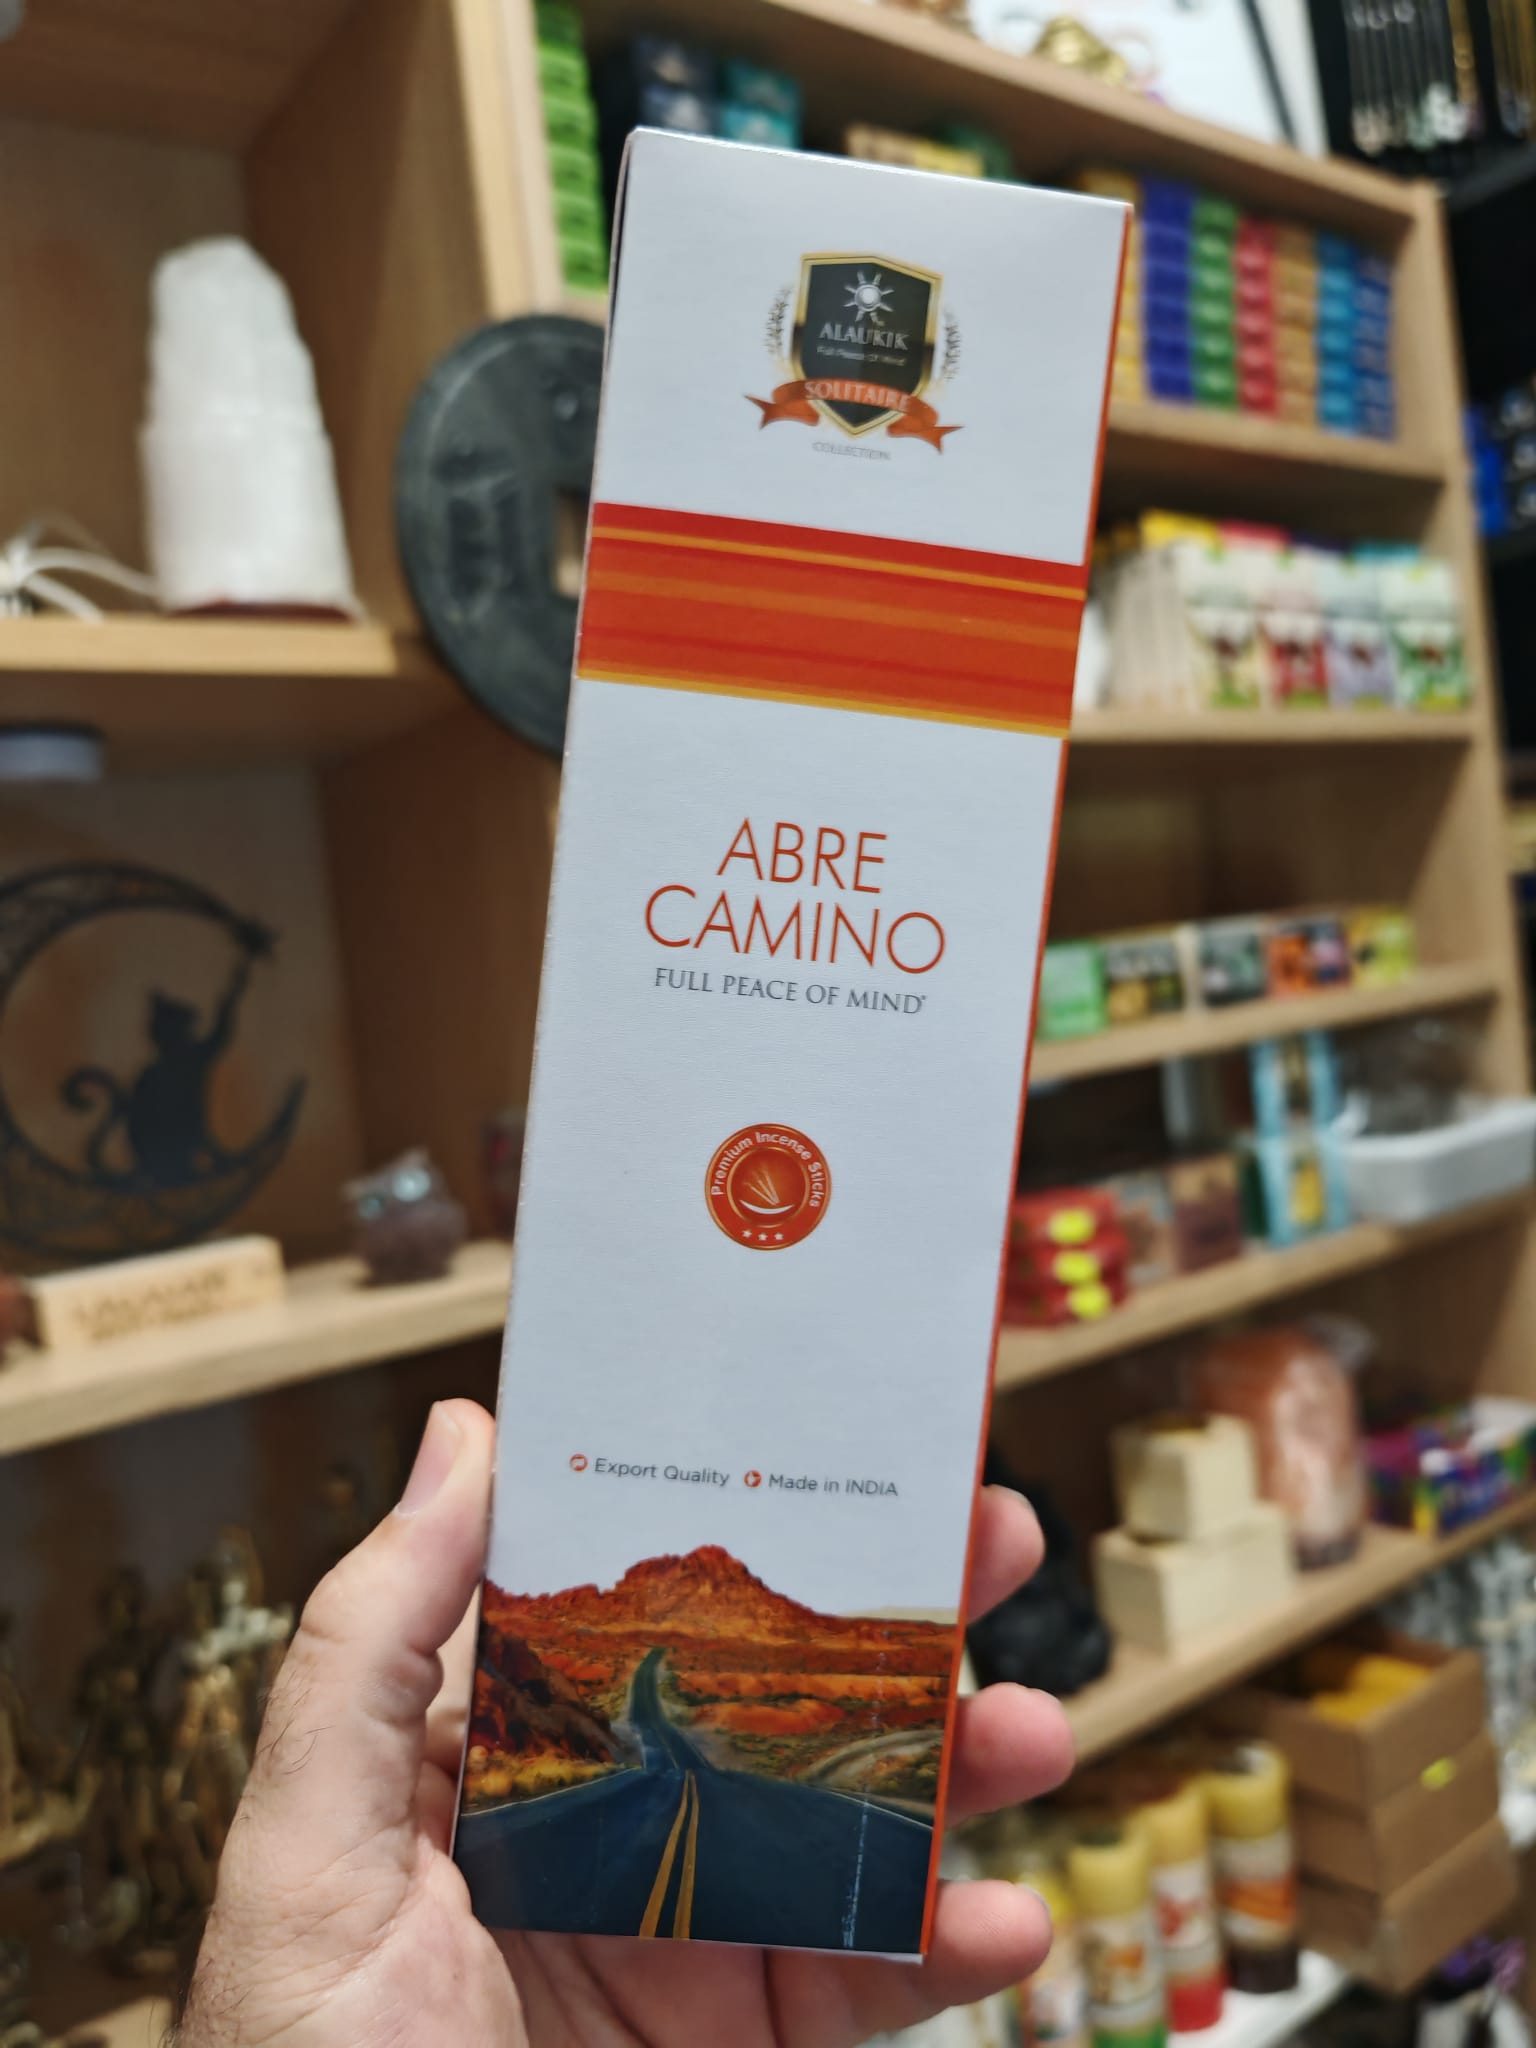 ALAUKIK
Full Peace Of Mind
SOLITAIRE
COLLECTION
ABRE
CAMINO
FULL PEACE OF MIND®
Premium Incense Sticks
Export Quality Made in INDIA